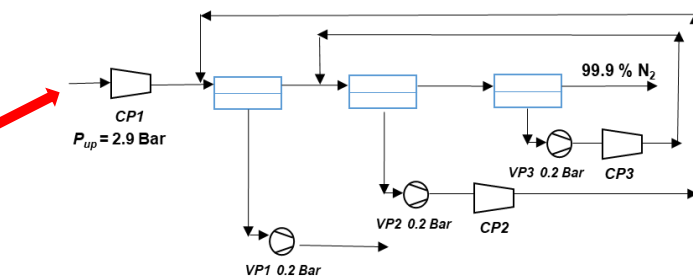 99.9 % N₂
CP1
P_up = 2.9 Bar
VP3 0.2 Bar
CP3
VP2 0.2 Bar
CP2
VP1 0.2 Bar